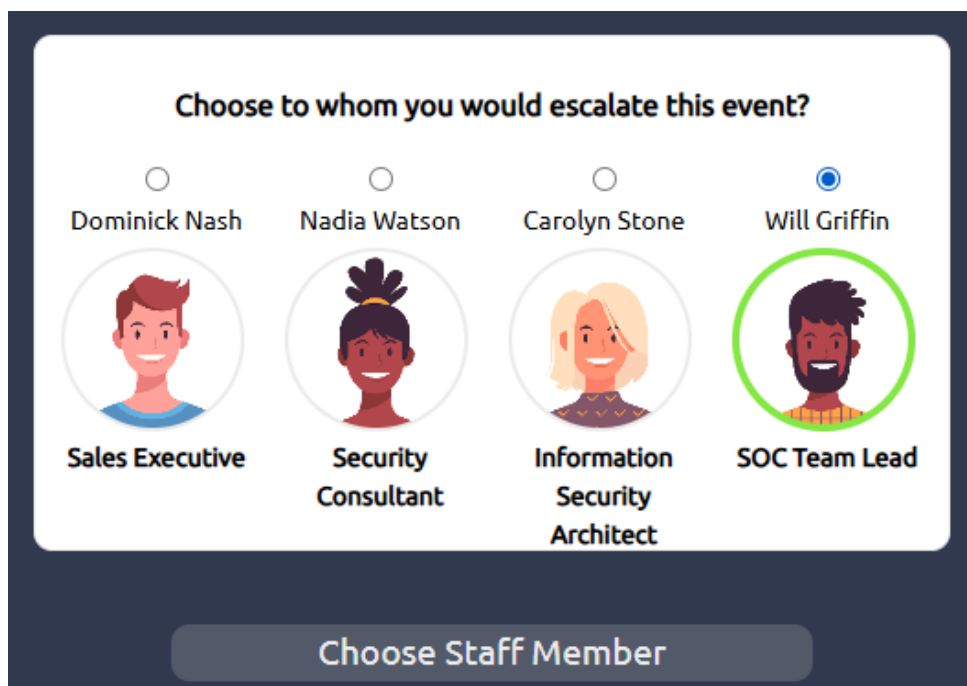 Choose to whom you would escalate this event?
Dominick Nash
Nadia Watson
Carolyn Stone
Will Griffin
Sales Executive
Security
Consultant
Information
Security
Architect
SOC Team Lead
Choose Staff Member